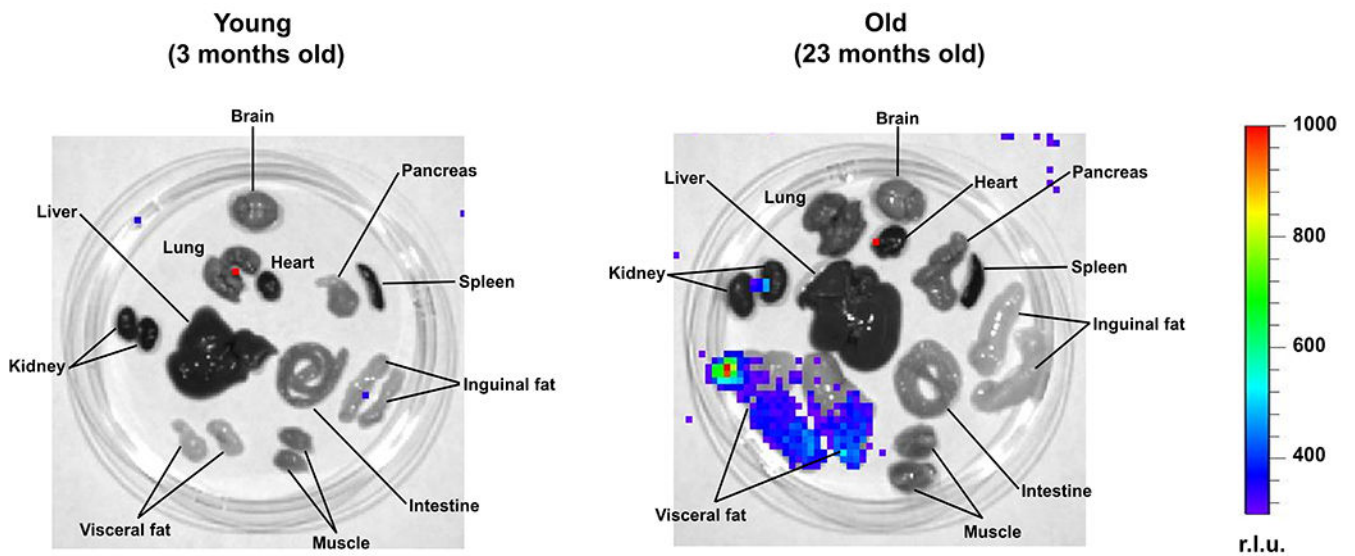 Young
(3 months old)
Brain
Pancreas
Liver
Lung
Heart
Spleen
Kidney
Inguinal fat
Visceral fat
Muscle
Intestine
Old
(23 months old)
Brain
Liver
Lung
Heart
Pancreas
Kidney
Spleen
Inguinal fat
Visceral fat
Intestine
Muscle
1000
800
600
400
r.l.u.